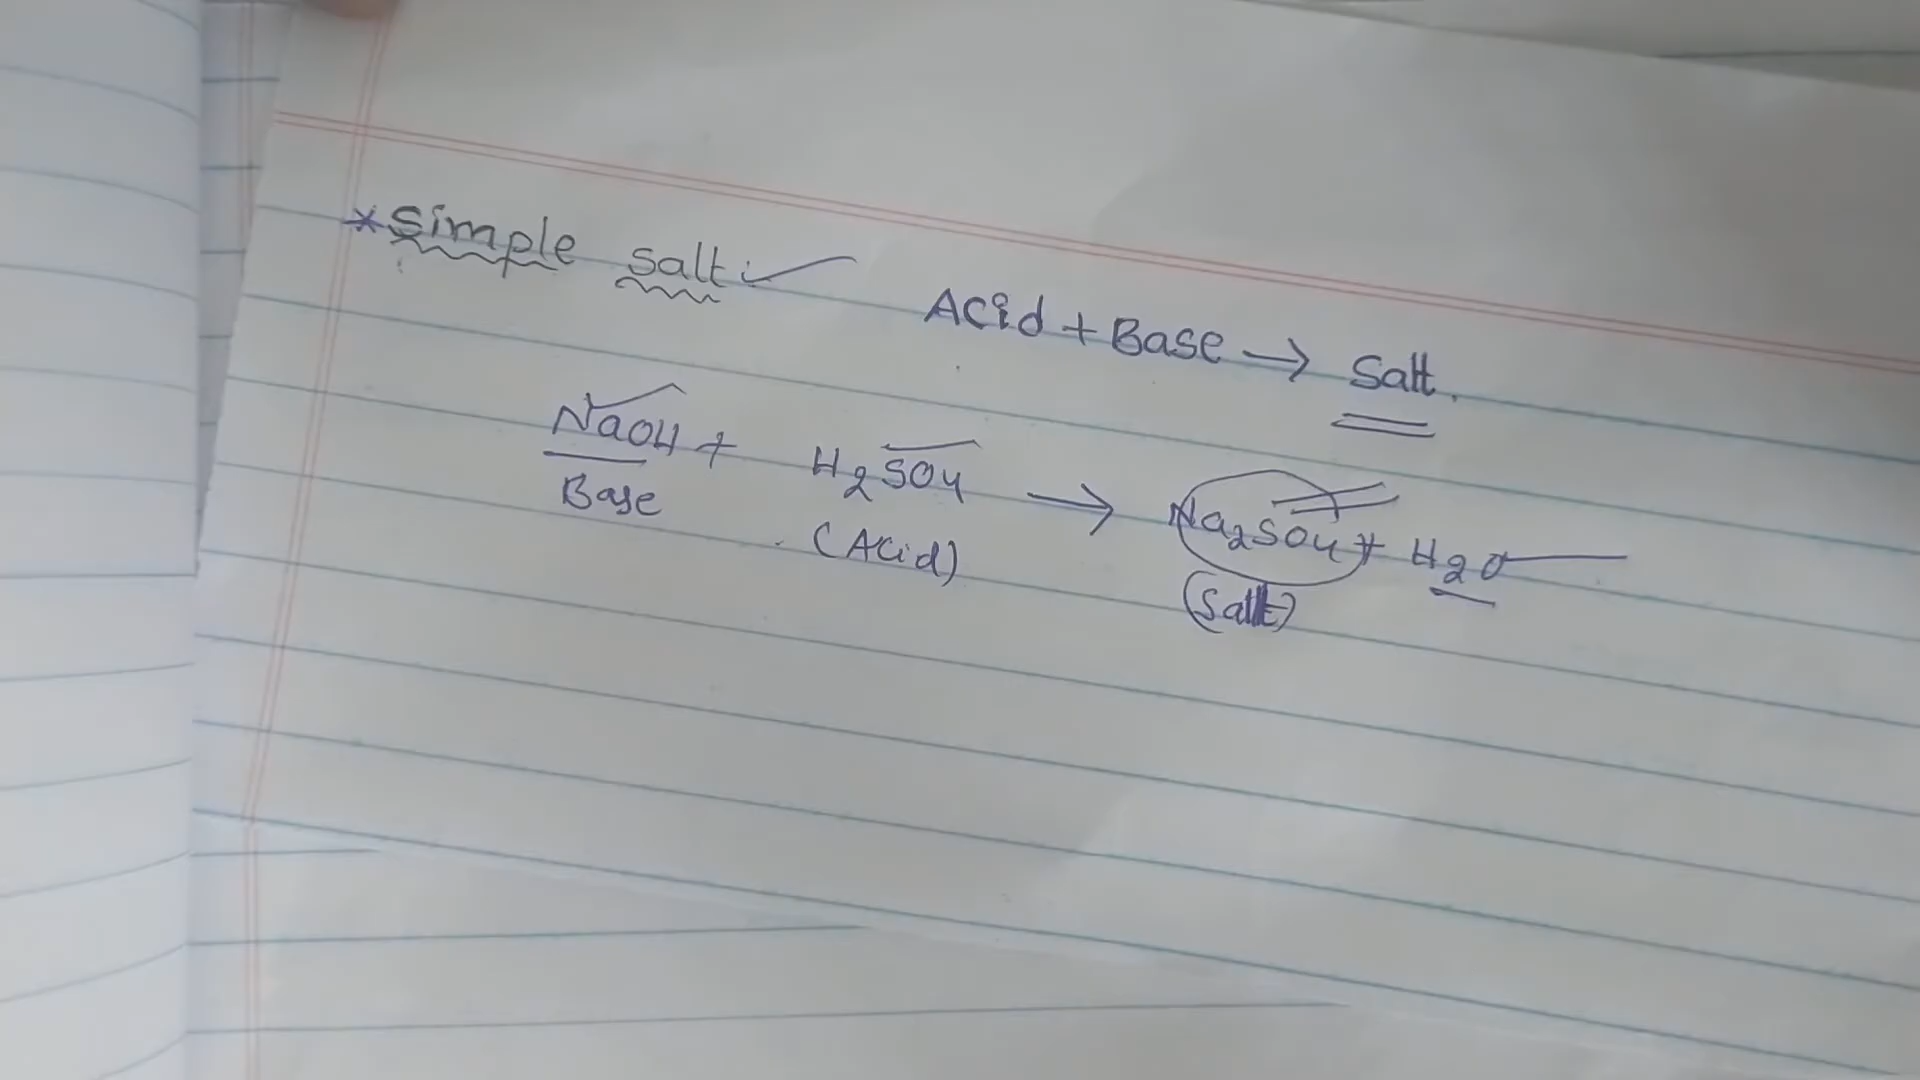 *Simple salt:
Acid + Base → Salt.
NaOH + H2SO4 → Na2SO4 + H2O
Base (Acid) (Salt)